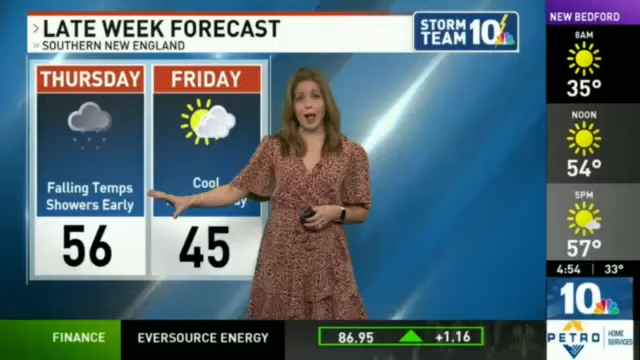 LATE WEEK FORECAST
» SOUTHERN NEW ENGLAND
STORM
TEAM 10
THURSDAY
Falling Temps
Showers Early
56
FRIDAY
Cool
45
NEW BEDFORD
8AM
35°
NOON
54°
5PM
57°
4:54 33°
10
PETRO HOME
SERVICES
FINANCE EVERSOURCE ENERGY 86.95 +1.16